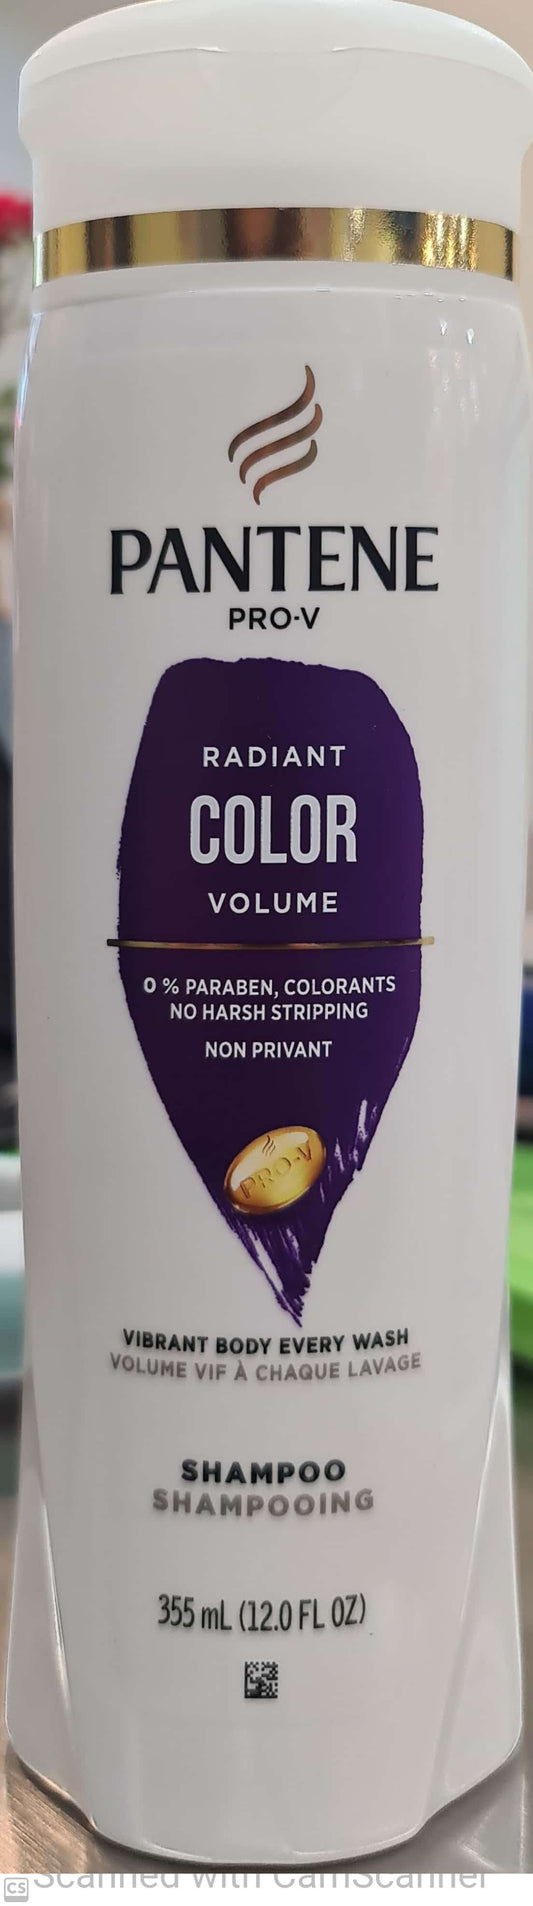 PANTENE
PRO-V
RADIANT
COLOR
VOLUME
0 % PARABEN, COLORANTS
NO HARSH STRIPPING
NON PRIVANT
PRO-V
VIBRANT BODY EVERY WASH
VOLUME VIF À CHAQUE LAVAGE
SHAMPOO
SHAMPOOING
355 mL (12.0 FL OZ)
CS Scanned with CamScanner